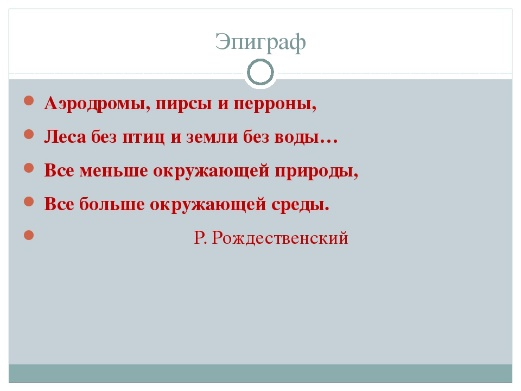 Эпиграф
Аэродромы, пирсы и перроны,
Леса без птиц и земли без воды…
Все меньше окружающей природы,
Все больше окружающей среды.
Р. Рождественский